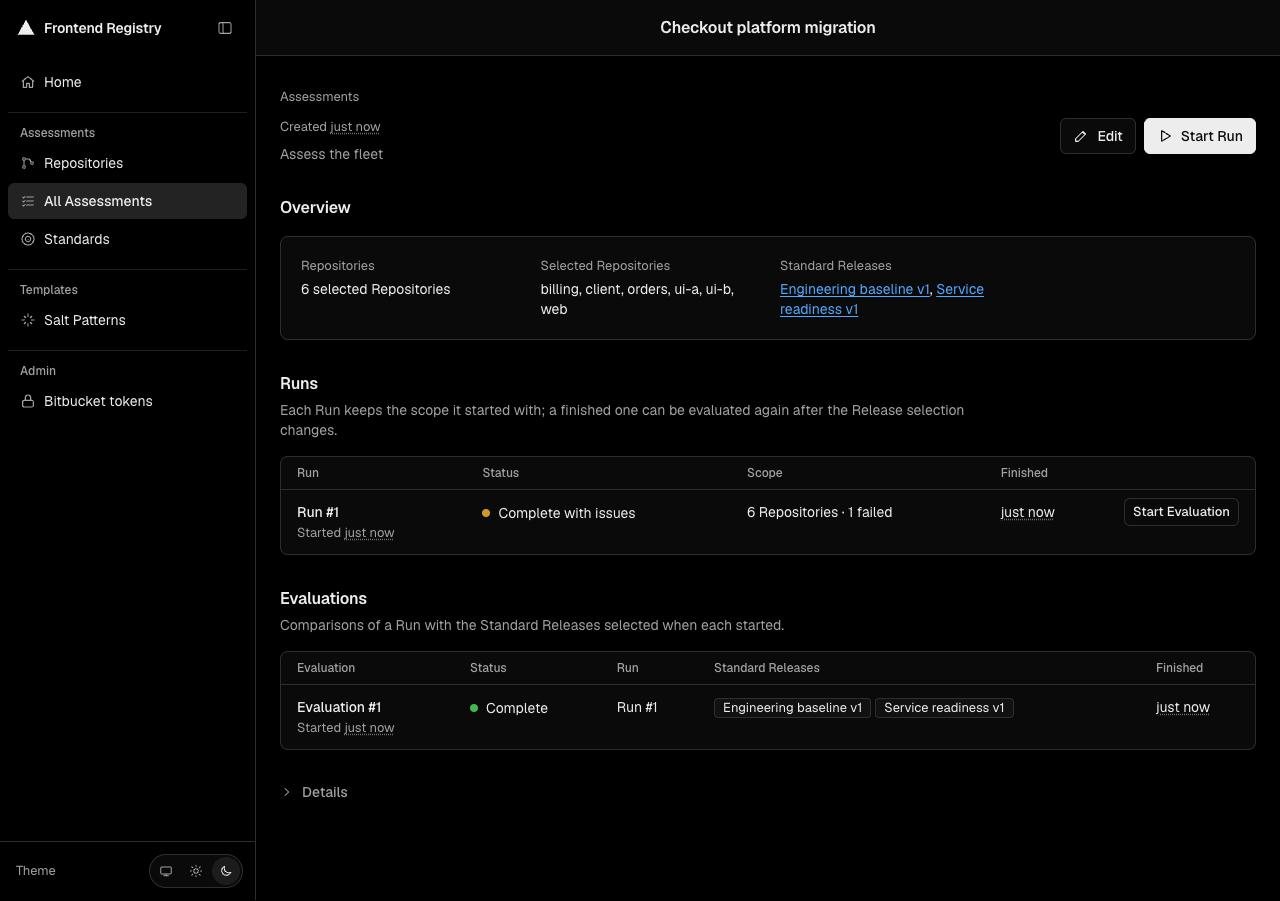 Frontend Registry
Checkout platform migration
Home
Assessments
Repositories
All Assessments
Standards
Templates
Salt Patterns
Admin
Bitbucket tokens
Theme
Assessments
Created just now
Assess the fleet
Edit
Start Run
Overview
Repositories
6 selected Repositories
Selected Repositories
billing, client, orders, ui-a, ui-b,
web
Standard Releases
Engineering baseline v1, Service
readiness v1
Runs
Each Run keeps the scope it started with; a finished one can be evaluated again after the Release selection
changes.
Run Status Scope Finished
Run #1 Complete with issues 6 Repositories · 1 failed just now Start Evaluation
Started just now
Evaluations
Comparisons of a Run with the Standard Releases selected when each started.
Evaluation Status Run Standard Releases Finished
Evaluation #1 Complete Run #1 Engineering baseline v1 Service readiness v1 just now
Started just now
Details